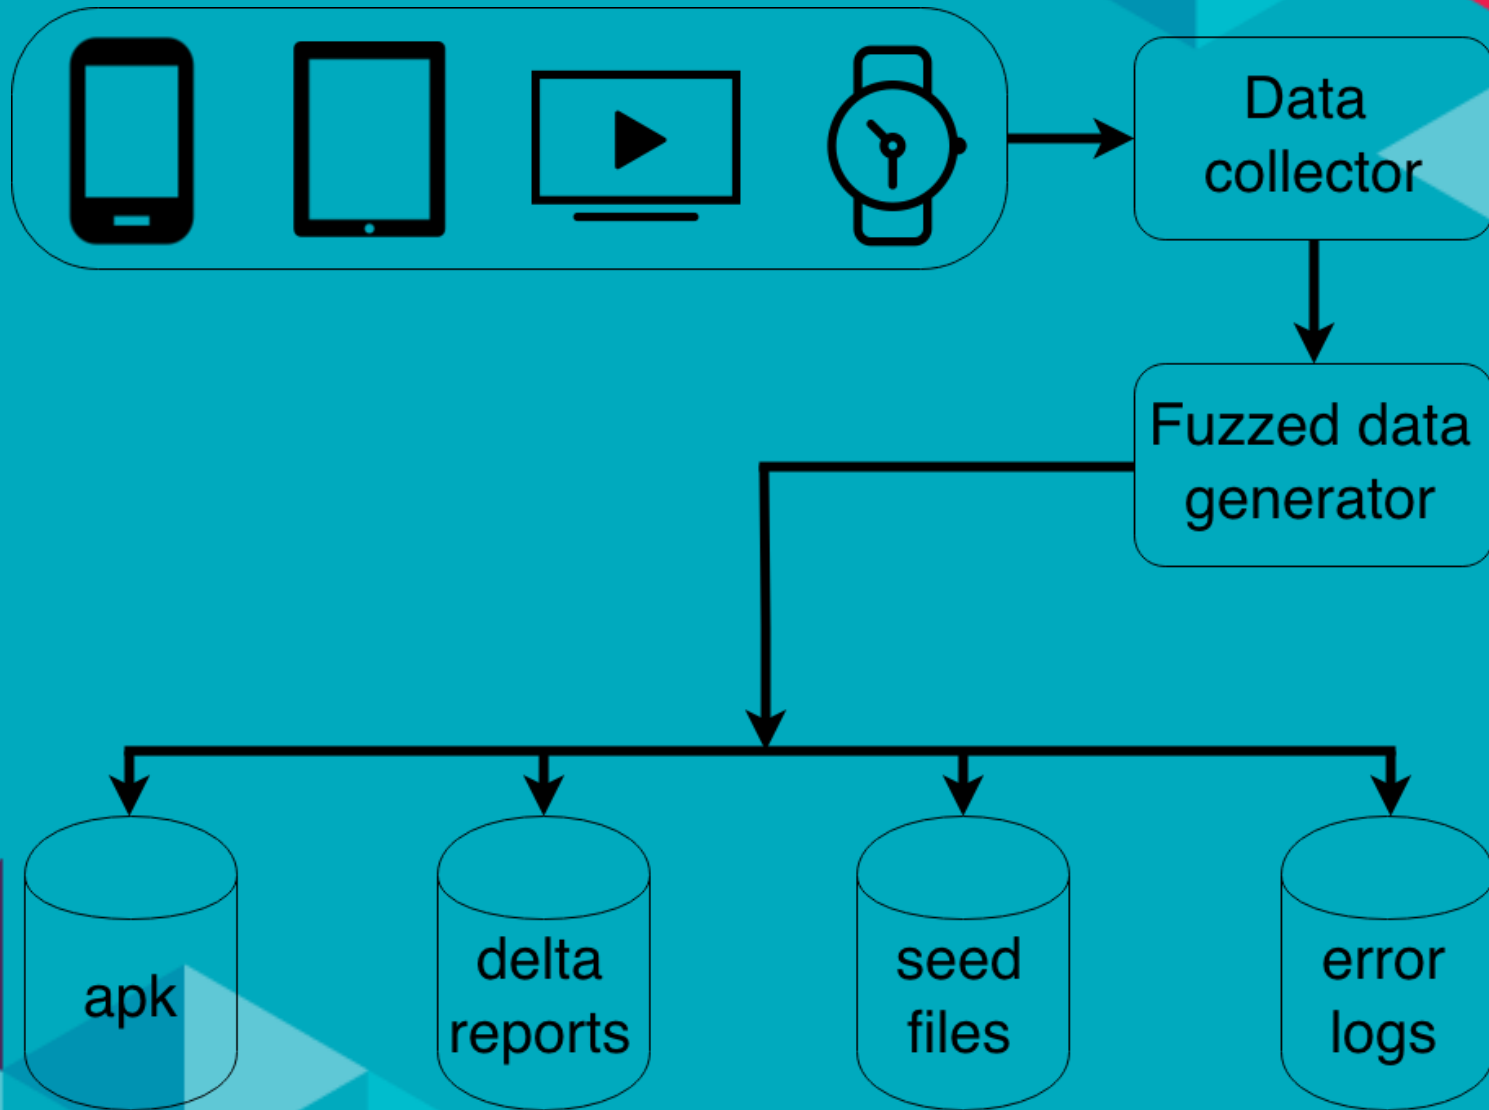 Data
collector
Fuzzed data
generator
apk
delta
reports
seed
files
error
logs